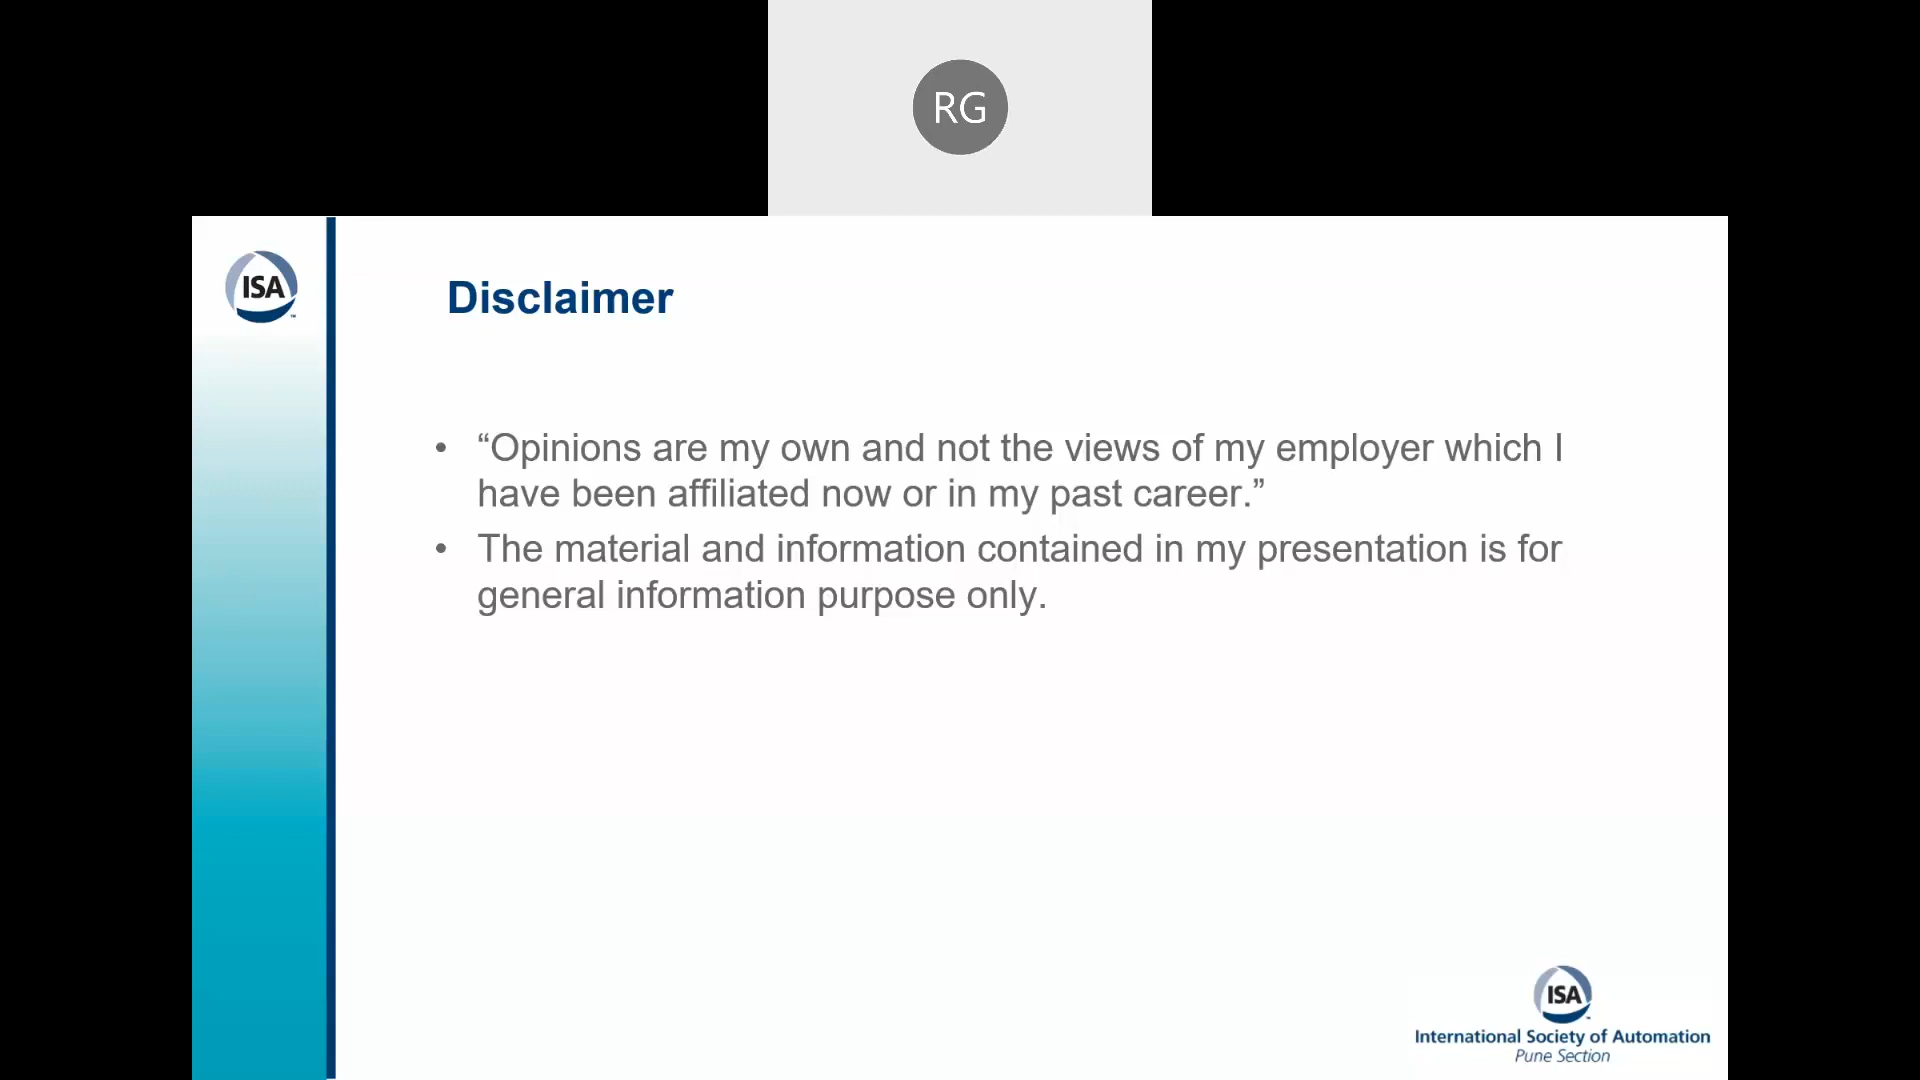 RG
ISA
Disclaimer
• “Opinions are my own and not the views of my employer which I
have been affiliated now or in my past career.”
• The material and information contained in my presentation is for
general information purpose only.
ISA
International Society of Automation
Pune Section